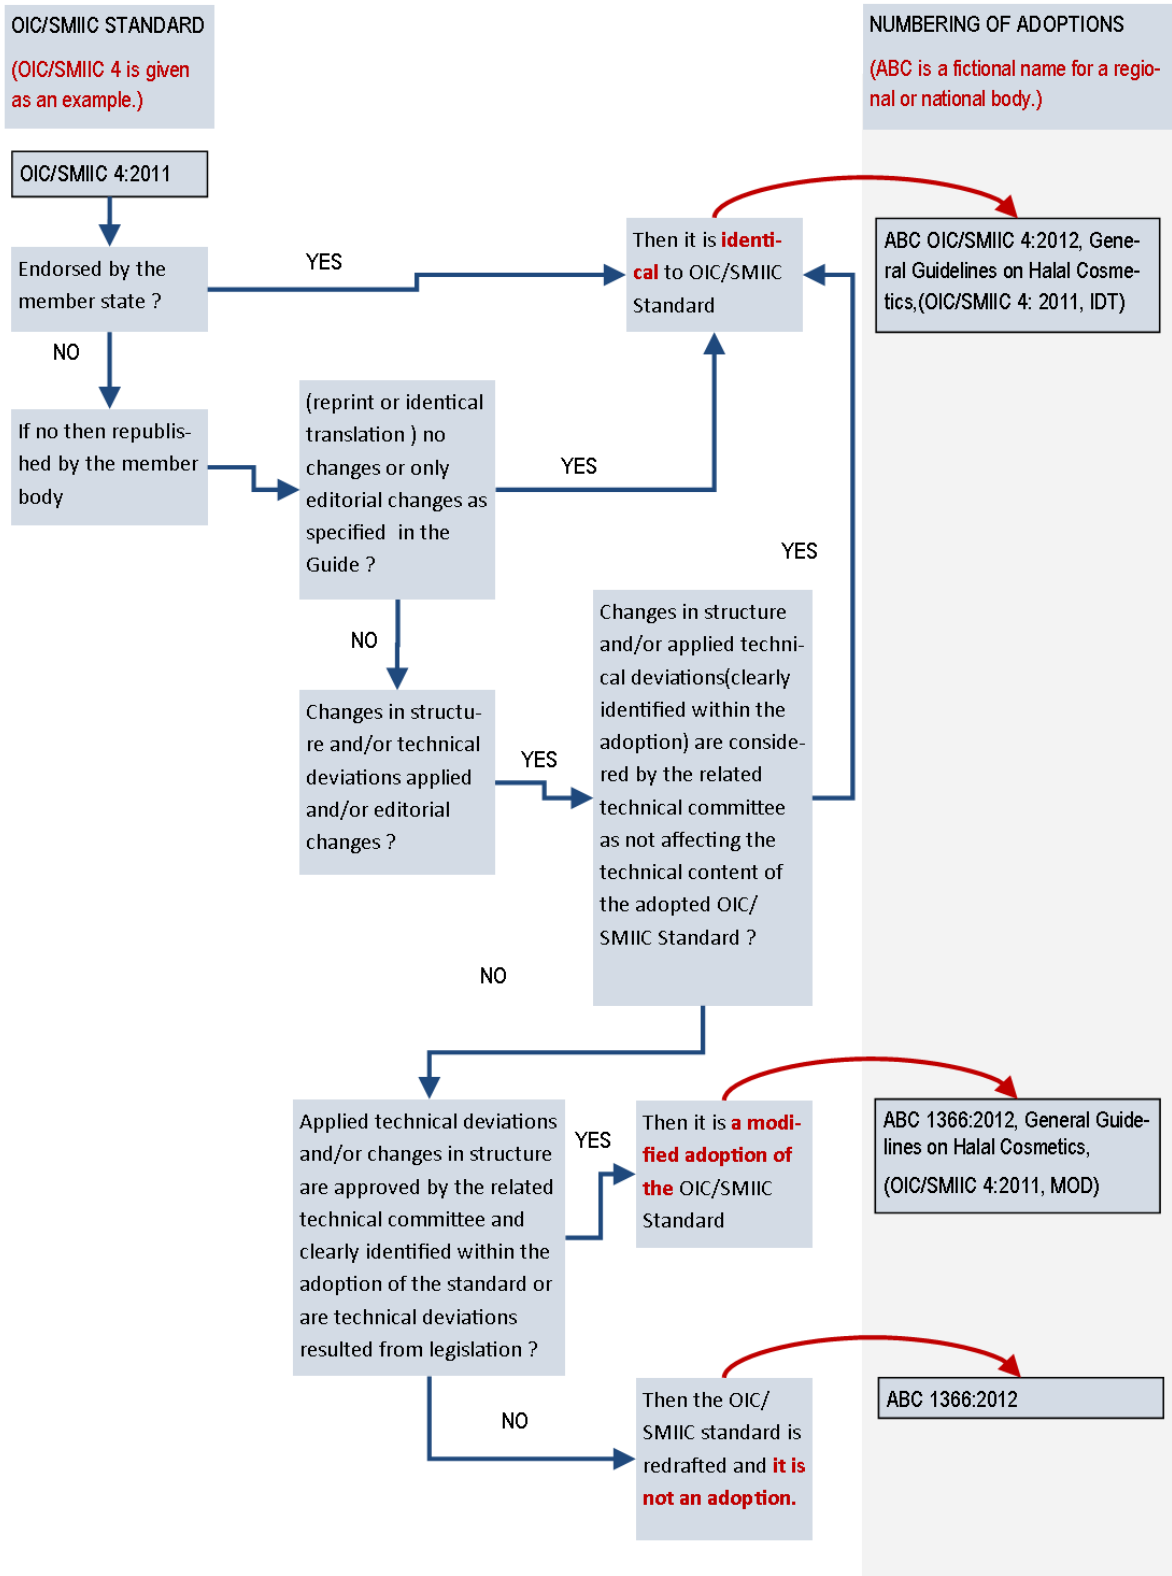 OIC/SMIIC STANDARD
(OIC/SMIIC 4 is given
as an example.)
NUMBERING OF ADOPTIONS
(ABC is a fictional name for a regio-
nal or national body.)
OIC/SMIIC 4:2011
Endorsed by the
member state ?
YES
Then it is identi-
cal to OIC/SMIIC
Standard
ABC OIC/SMIIC 4:2012, Gene-
ral Guidelines on Halal Cosme-
tics,(OIC/SMIIC 4: 2011, IDT)
NO
If no then republis-
hed by the member
body
(reprint or identical
translation ) no
changes or only
editorial changes as
specified in the
Guide ?
YES
YES
NO
Changes in structu-
re and/or technical
deviations applied
and/or editorial
changes ?
YES
Changes in structure
and/or applied techni-
cal deviations(clearly
identified within the
adoption) are conside-
red by the related
technical committee
as not affecting the
technical content of
the adopted OIC/
SMIIC Standard ?
NO
Applied technical deviations
and/or changes in structure
are approved by the related
technical committee and
clearly identified within the
adoption of the standard or
are technical deviations
resulted from legislation ?
YES
Then it is a modi-
fied adoption of
the OIC/SMIIC
Standard
ABC 1366:2012, General Guide-
lines on Halal Cosmetics,
(OIC/SMIIC 4:2011, MOD)
NO
Then the OIC/
SMIIC standard is
redrafted and it is
not an adoption.
ABC 1366:2012